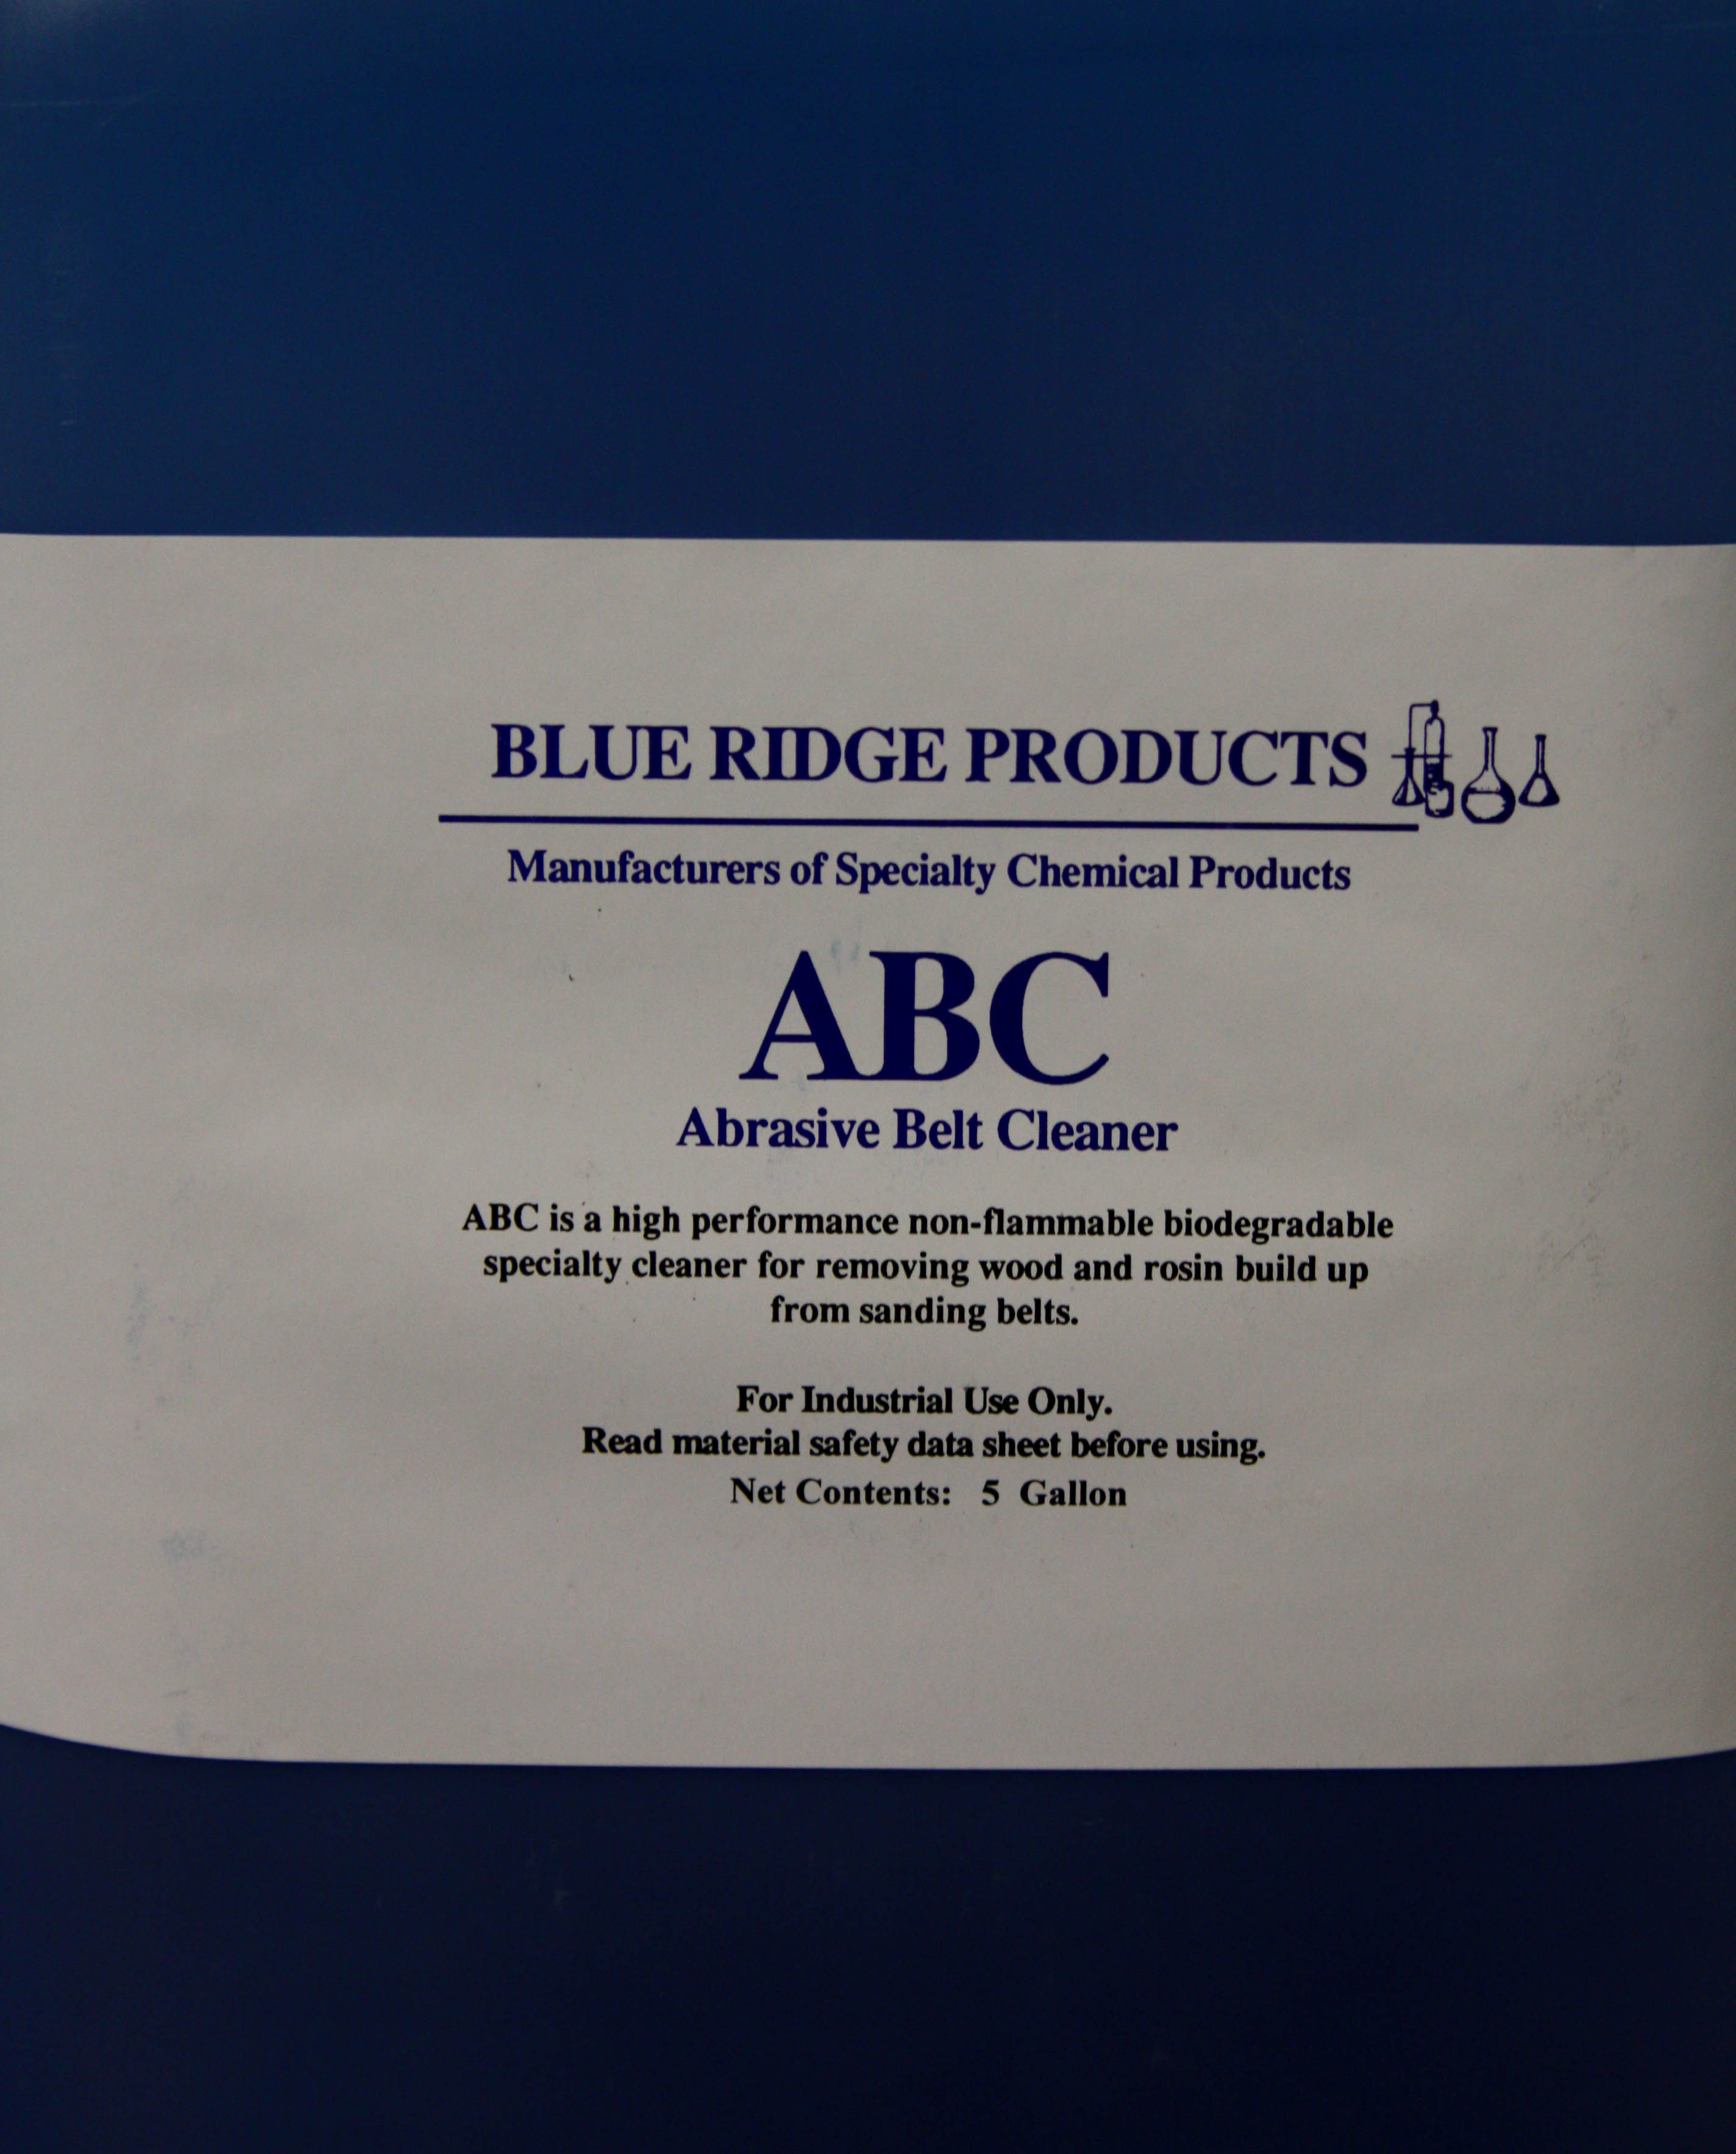 BLUE RIDGE PRODUCTS
Manufacturers of Specialty Chemical Products
ABC
Abrasive Belt Cleaner
ABC is a high performance non-flammable biodegradable
specialty cleaner for removing wood and rosin build up
from sanding belts.
For Industrial Use Only.
Read material safety data sheet before using.
Net Contents: 5 Gallon